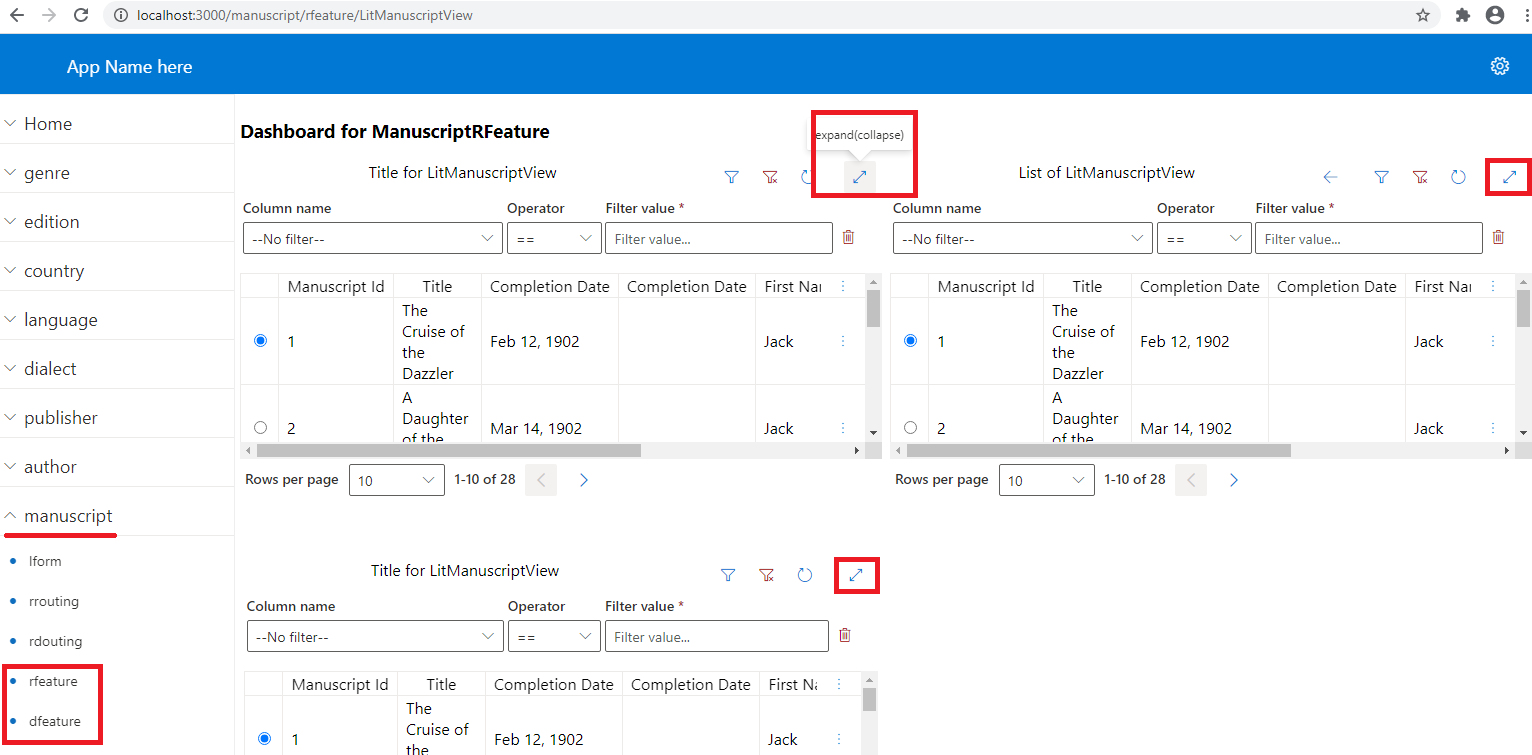 localhost:3000/manuscript/rfeature/LitManuscriptView
App Name here
Home
genre
edition
country
language
dialect
publisher
author
manuscript
lform
rrouting
rdouting
rfeature
dfeature
Dashboard for ManuscriptRFeature
expand(collapse)
Title for LitManuscriptView
Column name Operator Filter value *
--No filter-- == Filter value...
Manuscript Id Title Completion Date Completion Date First Nar
1 The Cruise of the Dazzler Feb 12, 1902 Jack
2 A Daughter of the Mar 14, 1902 Jack
Rows per page 10 1-10 of 28
List of LitManuscriptView
Column name Operator Filter value *
--No filter-- == Filter value...
Manuscript Id Title Completion Date Completion Date First Nar
1 The Cruise of the Dazzler Feb 12, 1902 Jack
2 A Daughter of the Mar 14, 1902 Jack
Rows per page 10 1-10 of 28
Title for LitManuscriptView
Column name Operator Filter value *
--No filter-- == Filter value...
Manuscript Id Title Completion Date Completion Date First Na
1 The Cruise of the Feb 12, 1902 Jack